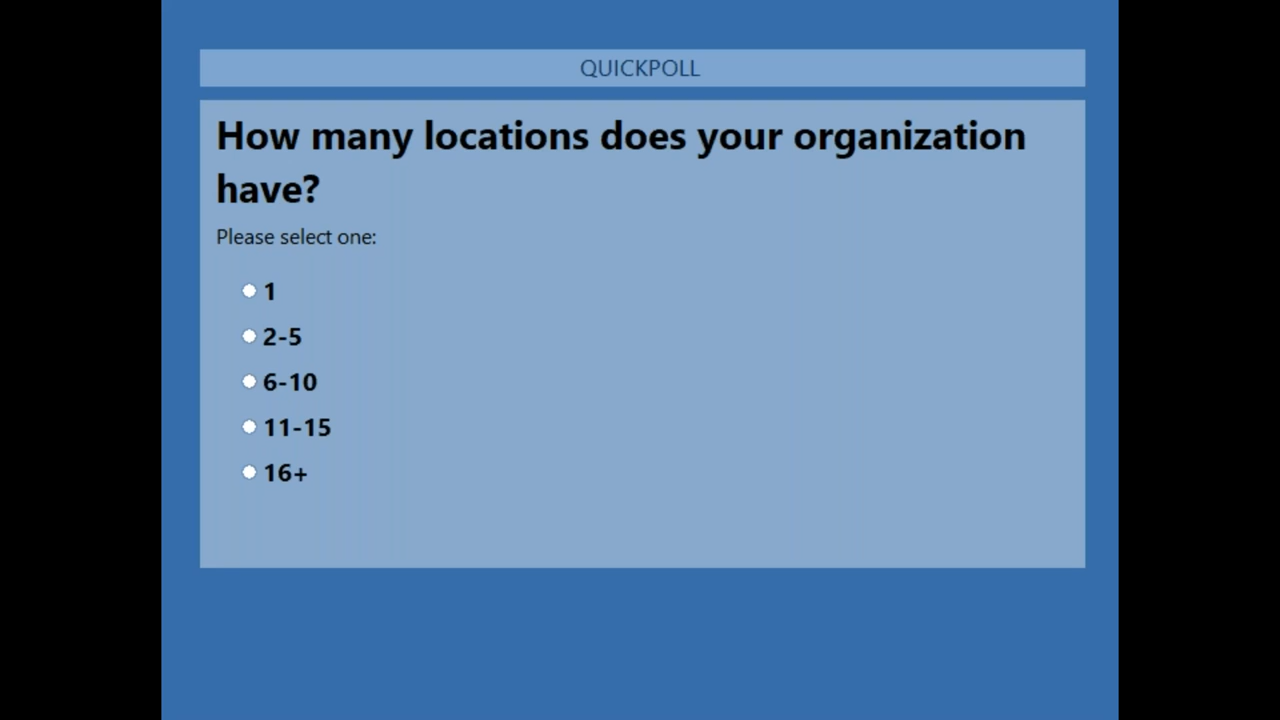 QUICKPOLL
How many locations does your organization
have?
Please select one:
1
2-5
6-10
11-15
16+